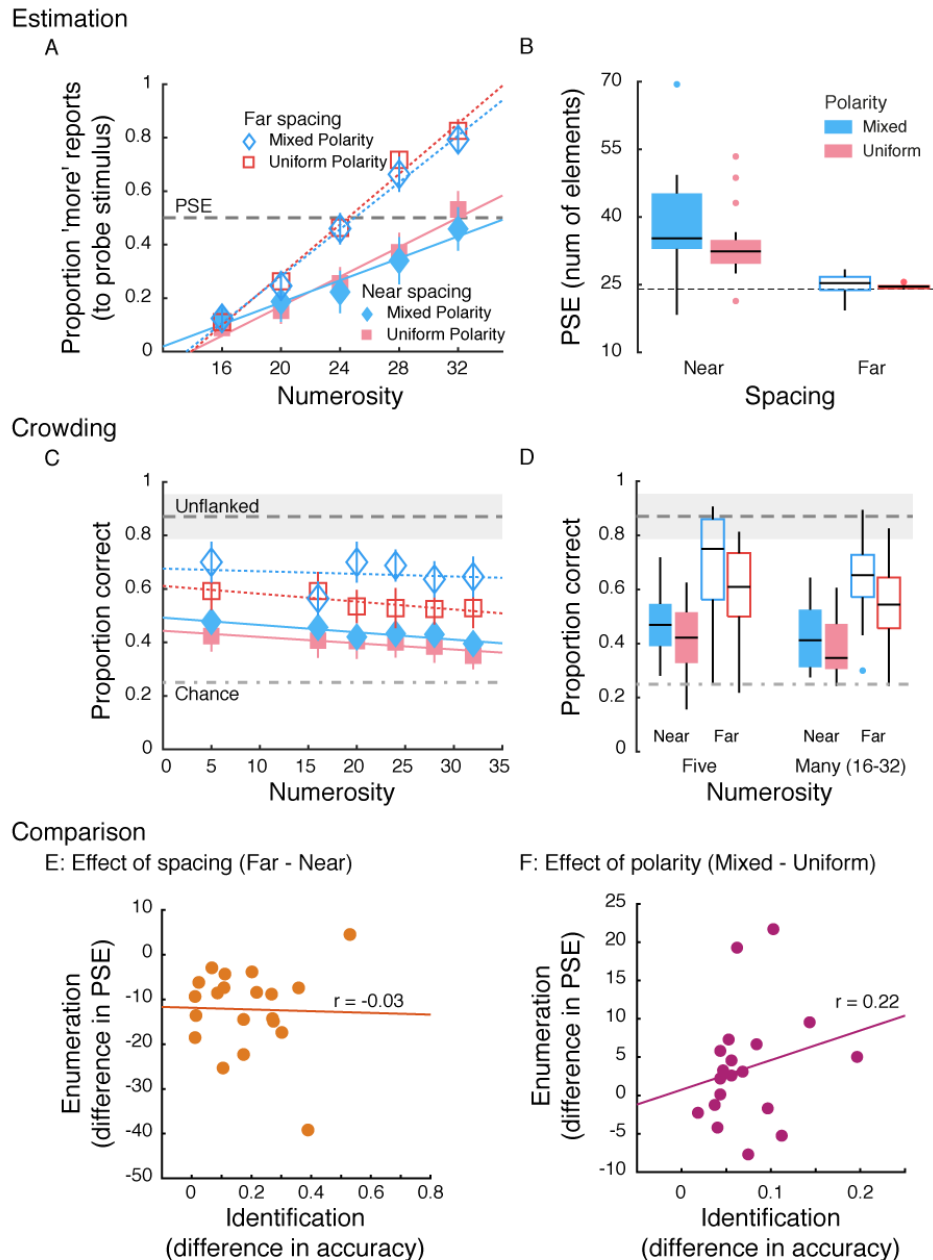 Estimation
A
Proportion 'more' reports
(to probe stimulus)
1
0.8
0.6
0.4
0.2
0
Far spacing
Mixed Polarity
Uniform Polarity
PSE
Near spacing
Mixed Polarity
Uniform Polarity
16 20 24 28 32
Numerosity
B
PSE (num of elements)
70
55
40
25
10
Polarity
Mixed
Uniform
Near Far
Spacing
Crowding
C
Proportion correct
1
0.8
0.6
0.4
0.2
0
Unflanked
Chance
0 5 10 15 20 25 30 35
Numerosity
D
Proportion correct
1
0.8
0.6
0.4
0.2
0
Near Far Near Far
Five Many (16-32)
Numerosity
Comparison
E: Effect of spacing (Far - Near)
Enumeration
(difference in PSE)
10
0
-10
-20
-30
-40
-50
r = -0.03
0 0.2 0.4 0.6 0.8
Identification
(difference in accuracy)
F: Effect of polarity (Mixed - Uniform)
Enumeration
(difference in PSE)
25
20
15
10
5
0
-5
-10
r = 0.22
0 0.1 0.2
Identification
(difference in accuracy)